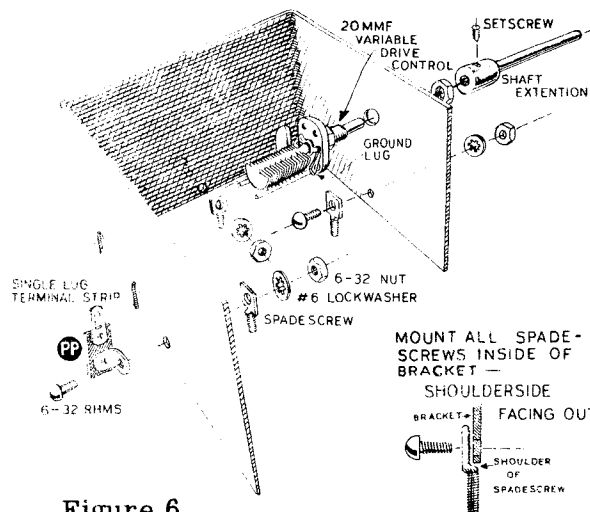 20 MMF
VARIABLE
DRIVE
CONTROL
SETSCREW
SHAFT
EXTENTION
GROUND
LUG
SINGLE LUG
TERMINAL STRIP
PP
6-32 RHMS
6-32 NUT
#6 LOCKWASHER
SPADESCREW
MOUNT ALL SPADE-
SCREWS INSIDE OF
BRACKET —
SHOULDERSIDE
FACING OUT
BRACKET
SHOULDER
OF
SPADESCREW
Figure 6